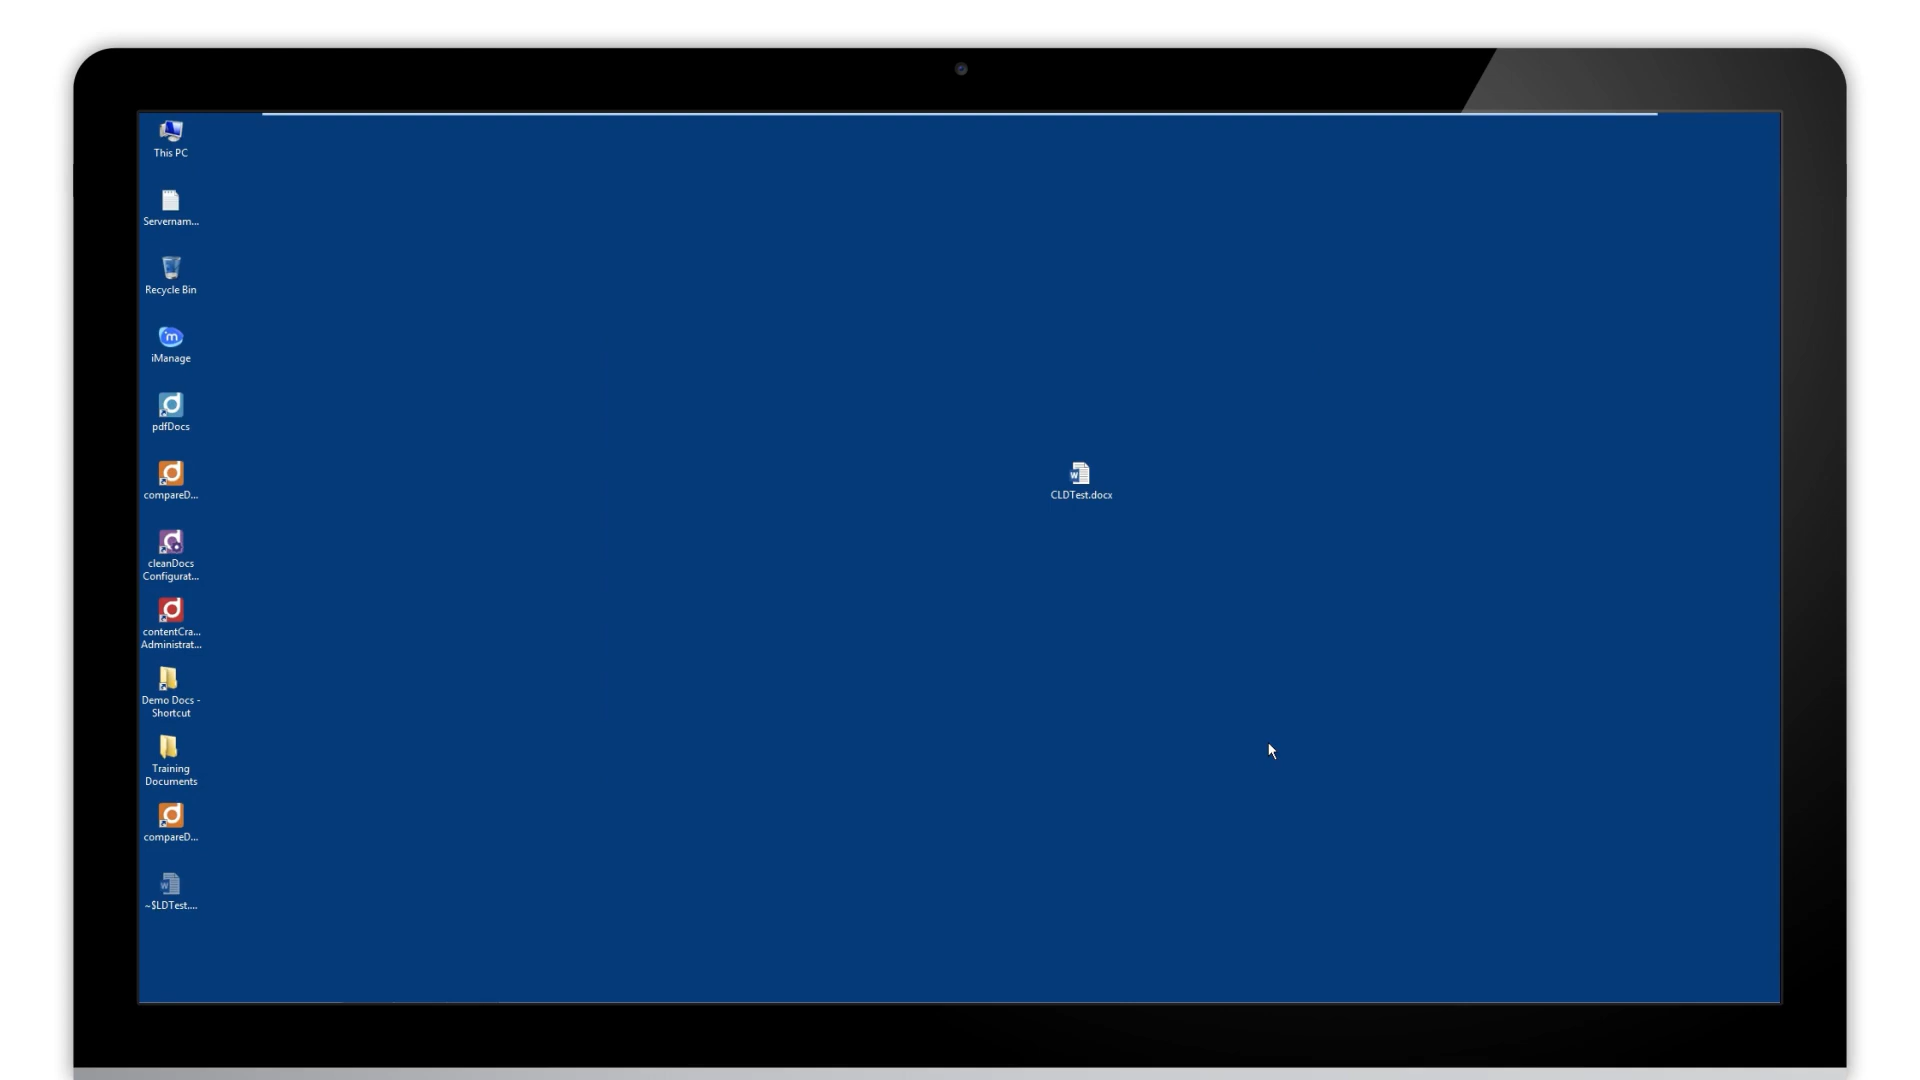 This PC
Servernam...
Recycle Bin
iManage
pdfDocs
compareD...
cleanDocs
Configurat...
contentCra...
Administrat...
Demo Docs -
Shortcut
Training
Documents
compareD...
~$LDTest....
CLDTest.docx